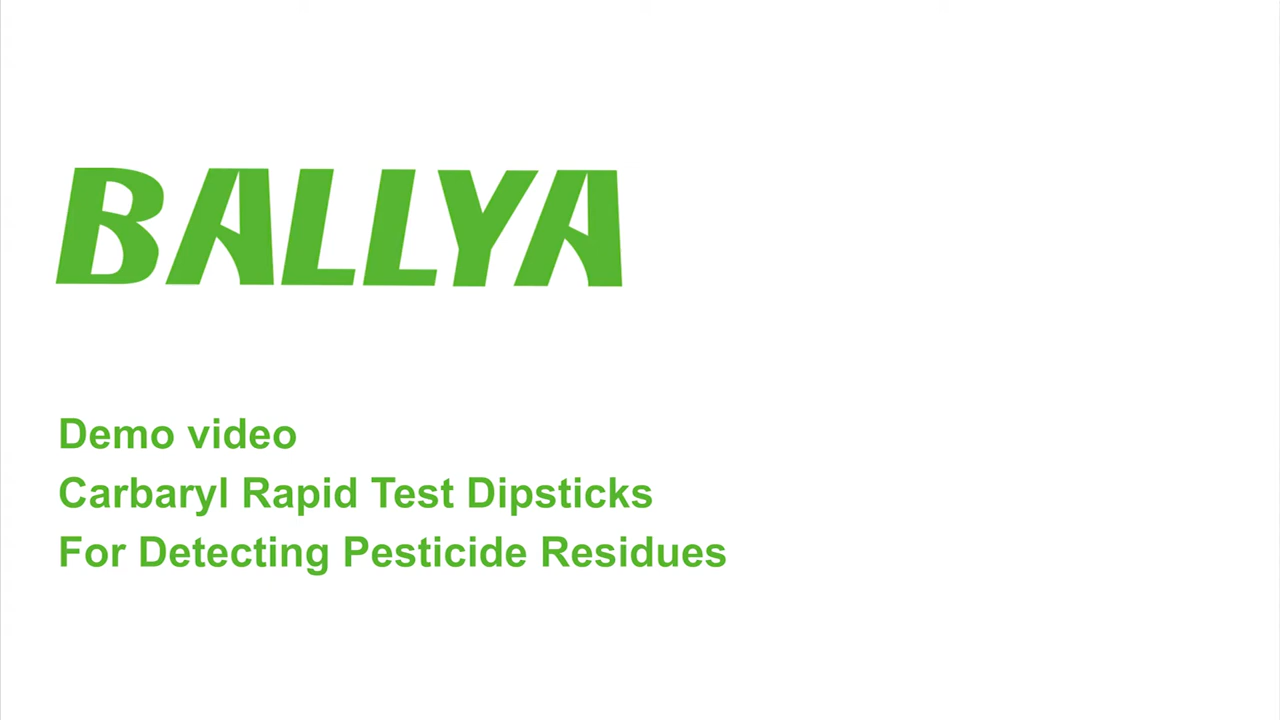 BALLYA
Demo video
Carbaryl Rapid Test Dipsticks
For Detecting Pesticide Residues